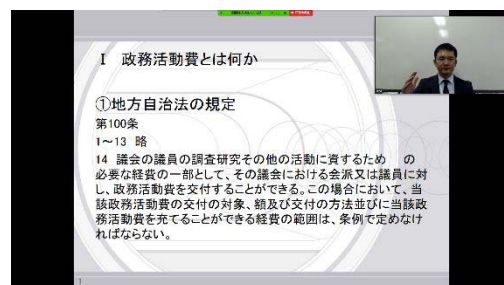 Ⅰ 政務活動費とは何か
①地方自治法の規定
第100条
1～13 略
14 議会の議員の調査研究その他の活動に資するため の
必要な経費の一部として、その議会における会派又は議員に対
し、政務活動費を交付することができる。この場合において、当
該政務活動費の交付の対象、額及び交付の方法並びに当該政
務活動費を充てることができる経費の範囲は、条例で定めなけ
ればならない。
1